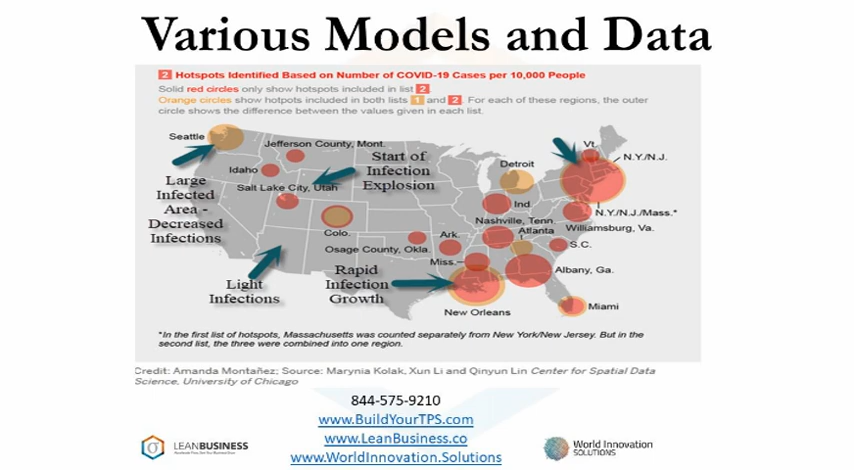 Various Models and Data
2 Hotspots Identified Based on Number of COVID-19 Cases per 10,000 People
Solid red circles only show hotspots included in list 2.
Orange circles show hotpots included in both lists 1 and 2. For each of these regions, the outer
circle shows the difference between the values given in each list.
Seattle
Jefferson County, Mont.
Vt.
N.Y./N.J.
Start of
Infection
Explosion
Detroit
Idaho
Large
Infected
Area -
Decreased
Infections
Salt Lake City, Utah
Ind.
N.Y./N.J./Mass.*
Nashville, Tenn.
Williamsburg, Va.
Colo.
Ark.
Atlanta
Osage County, Okla.
S.C.
Miss.
Albany, Ga.
Light
Infections
Rapid
Infection
Growth
Miami
New Orleans
*In the first list of hotspots, Massachusetts was counted separately from New York/New Jersey. But in the
second list, the three were combined into one region.
Credit: Amanda Montañez; Source: Marynia Kolak, Xun Li and Qinyun Lin Center for Spatial Data
Science, University of Chicago
844-575-9210
www.BuildYourTPS.com
www.LeanBusiness.co
www.WorldInnovation.Solutions
LEANBUSINESS
World Innovation
SOLUTIONS